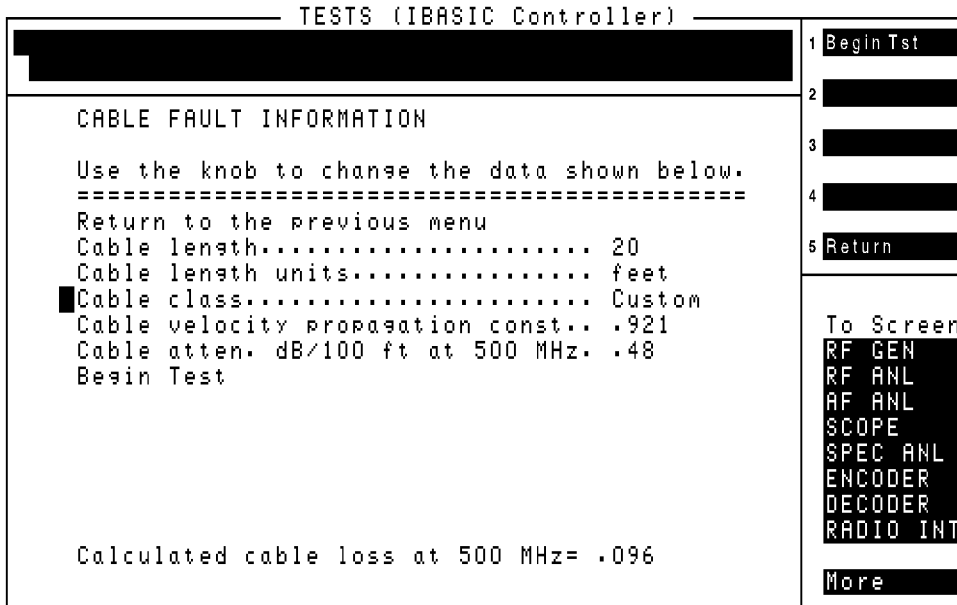 TESTS (IBASIC Controller)
CABLE FAULT INFORMATION
Use the knob to change the data shown below.
============================================
Return to the previous menu
Cable length...................... 20
Cable length units................ feet
Cable class....................... Custom
Cable velocity propagation const.. .921
Cable atten. dB/100 ft at 500 MHz. .48
Begin Test
Calculated cable loss at 500 MHz= .096
1 Begin Tst
2
3
4
5 Return
To Screen
RF GEN
RF ANL
AF ANL
SCOPE
SPEC ANL
ENCODER
DECODER
RADIO INT
More